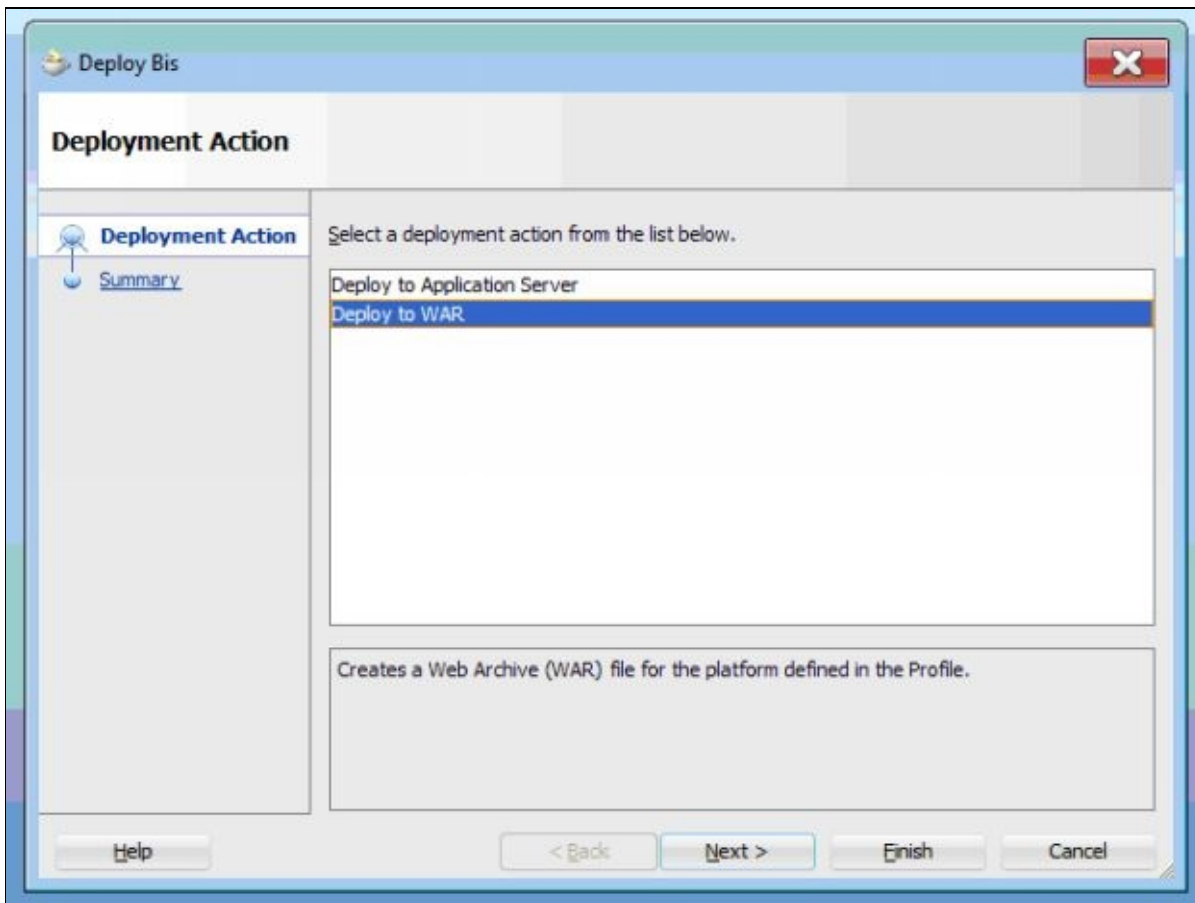 Deploy Bis
Deployment Action
Deployment Action
Summary
Select a deployment action from the list below.
Deploy to Application Server
Deploy to WAR
Creates a Web Archive (WAR) file for the platform defined in the Profile.
Help
< Back
Next >
Finish
Cancel